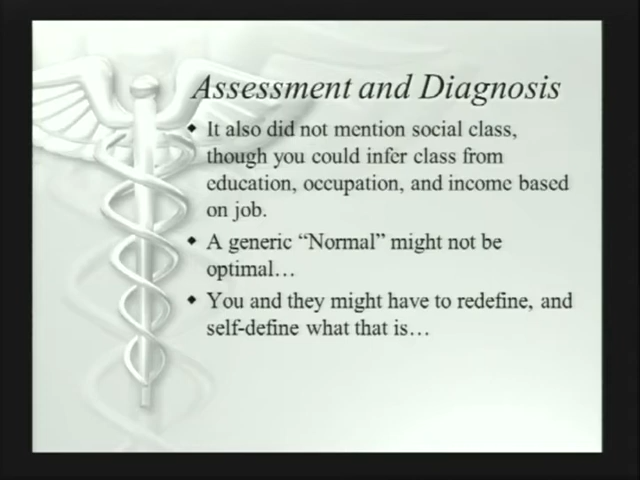 Assessment and Diagnosis
◆ It also did not mention social class,
though you could infer class from
education, occupation, and income based
on job.
◆ A generic “Normal” might not be
optimal…
◆ You and they might have to redefine, and
self-define what that is…